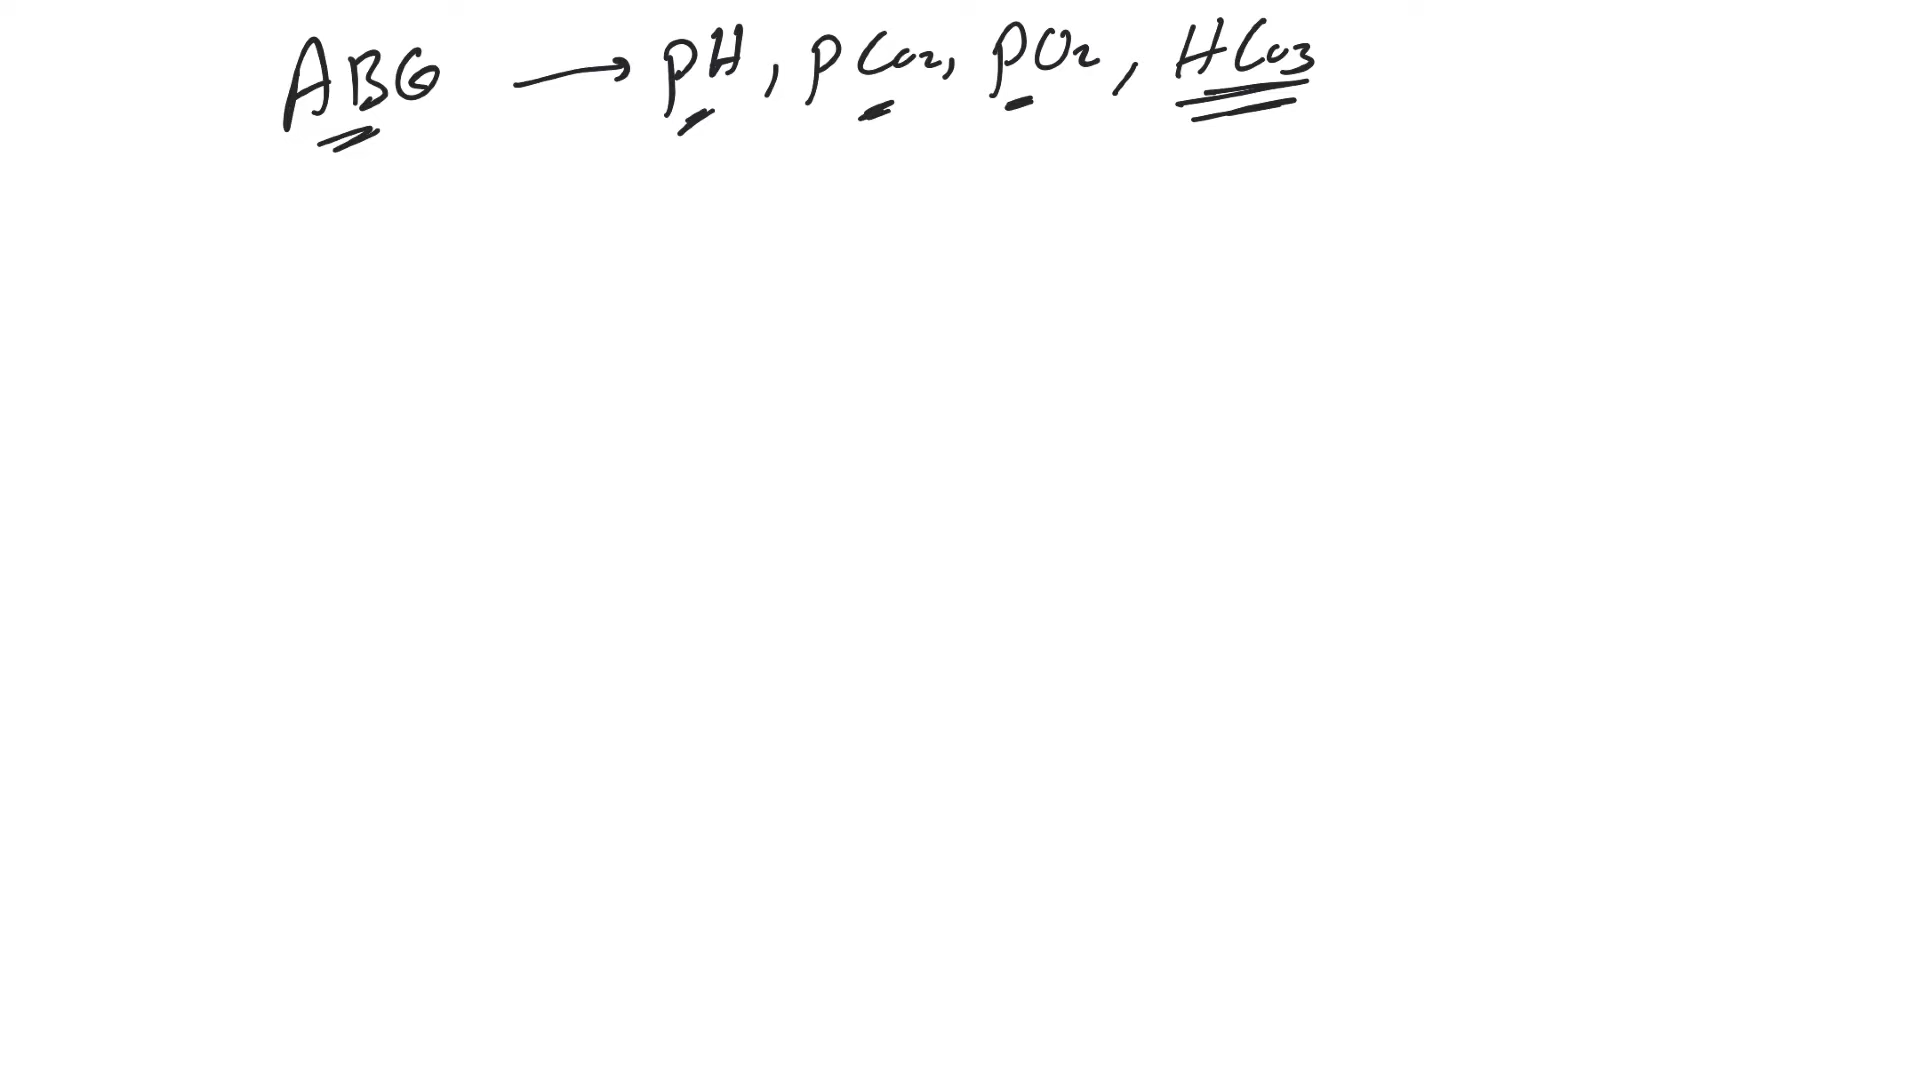 ABG → pH, pCO2, pO2, HCO3